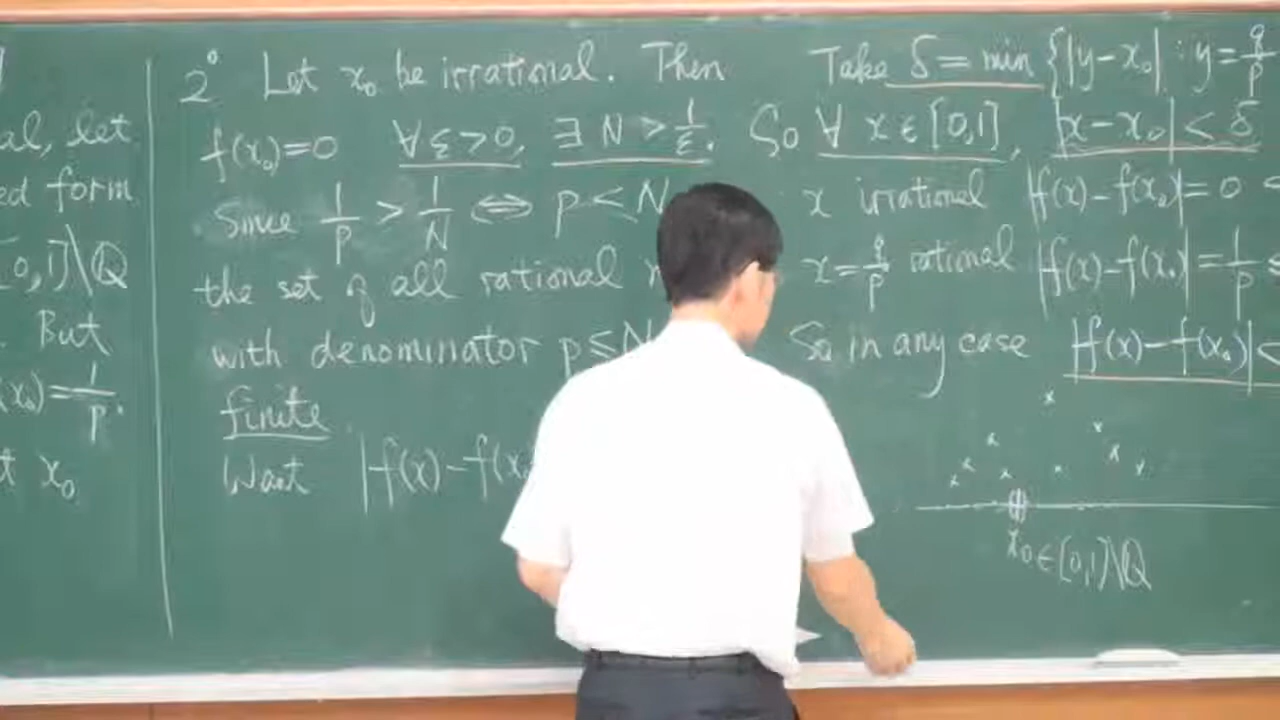 al, let
ed form
0,1]\Q
But
(x₀)=1/p.
t x₀
2° Let x₀ be irrational. Then
f(x₀)=0 ∀ε>0, ∃ N > 1/ε.
Since 1/p > 1/N ⇔ p < N
the set of all rational
with denominator p≤N
finite
Want |f(x)-f(x₀
Take δ = min {|y-x₀| : y = q/p
So ∀ x ∈ [0,1], |x-x₀| < δ
x irrational |f(x)-f(x₀)| = 0 <
x = q/p rational |f(x)-f(x₀)| = 1/p ≤
So in any case |f(x)-f(x₀)| <
x₀∈[0,1]\Q